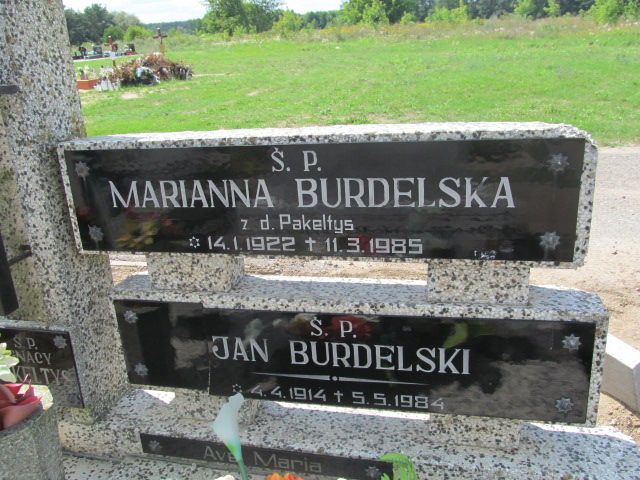 Ś. P.
MARIANNA BURDELSKA
z d. Pakeltys
✲ 14.1.1922 ✝ 11.3.1985
Ś. P.
JAN BURDELSKI
✲ 4.4.1914 ✝ 5.5.1984
Ś. P.
Ave Maria